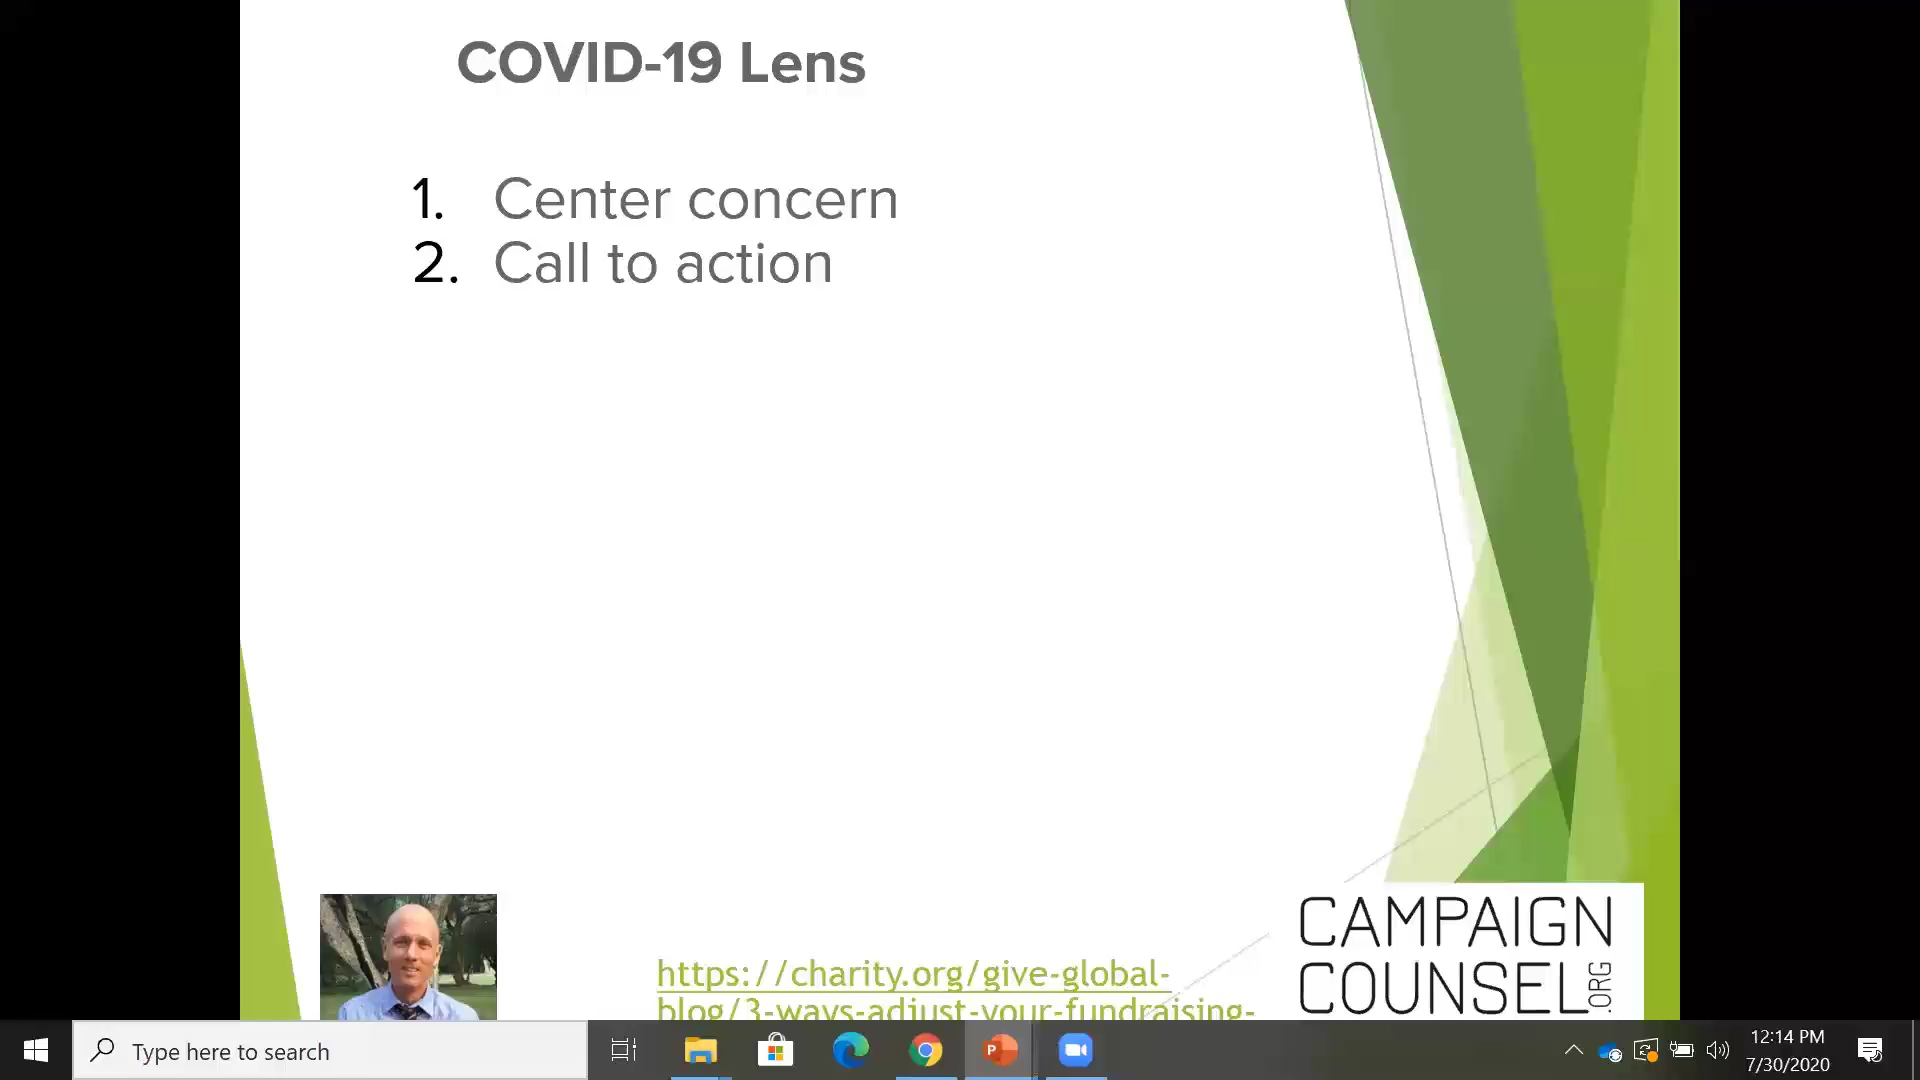 COVID-19 Lens
1. Center concern
2. Call to action
https://charity.org/give-global-
blog/3-ways-adjust-your-fundraising-
CAMPAIGN
COUNSEL
.ORG
Type here to search
12:14 PM
7/30/2020